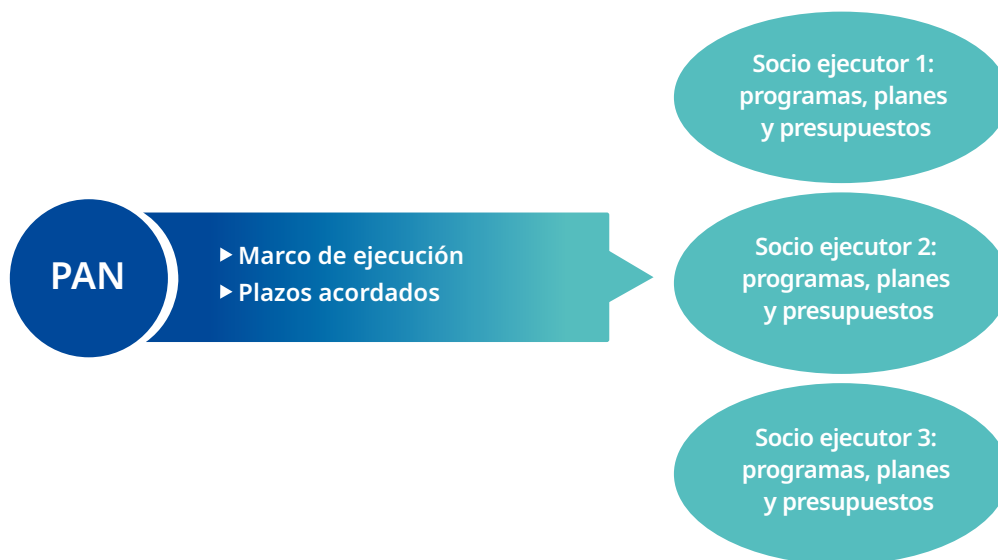 Socio ejecutor 1:
programas, planes
y presupuestos
PAN
▶ Marco de ejecución
▶ Plazos acordados
Socio ejecutor 2:
programas, planes
y presupuestos
Socio ejecutor 3:
programas, planes
y presupuestos